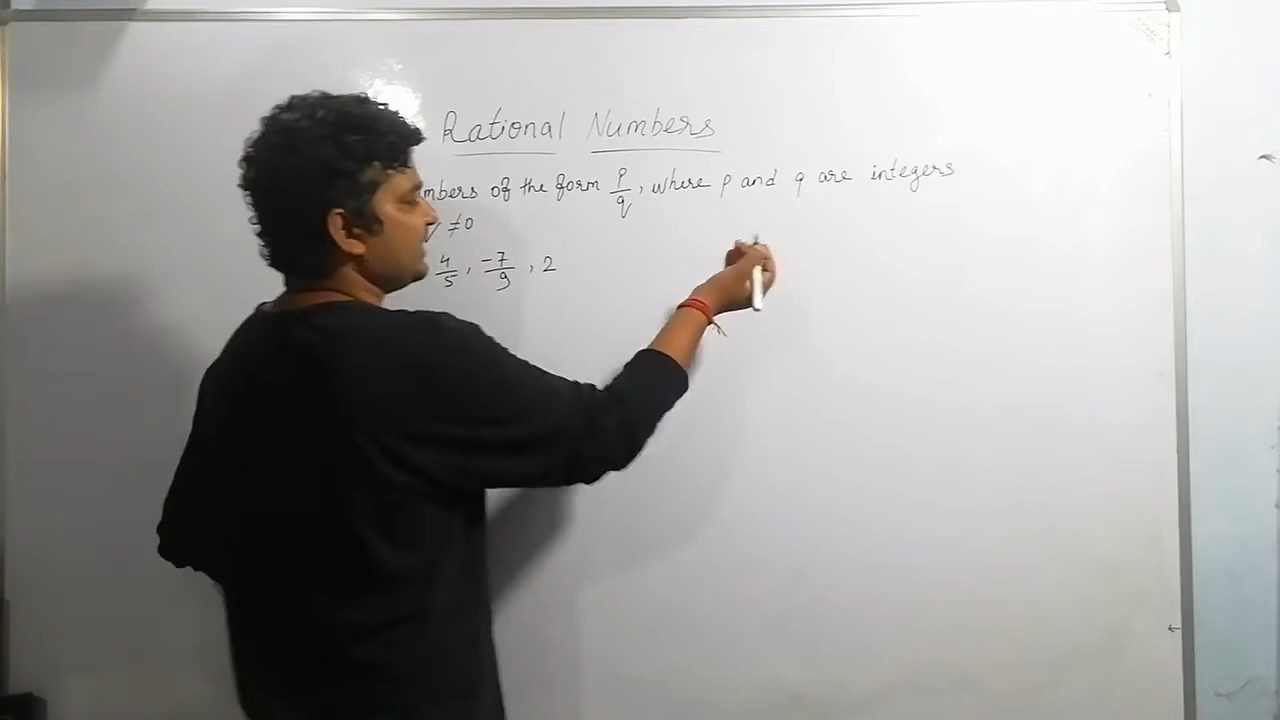 Rational Numbers
of the form p/q, where p and q are integers
≠0
4/5, -7/9, 2